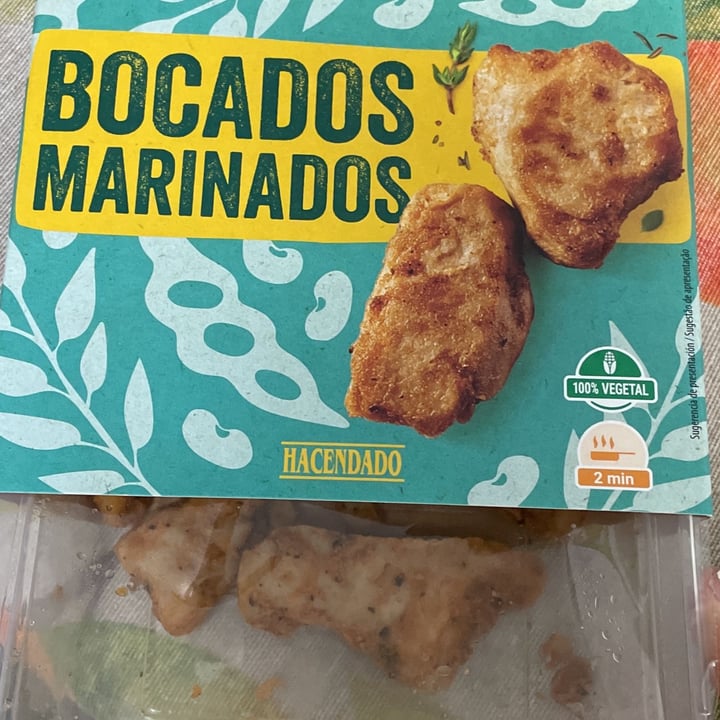 BOCADOS
MARINADOS
100% VEGETAL
HACENDADO
2 min
Sugerencia de presentación / Sugestão de apresentação